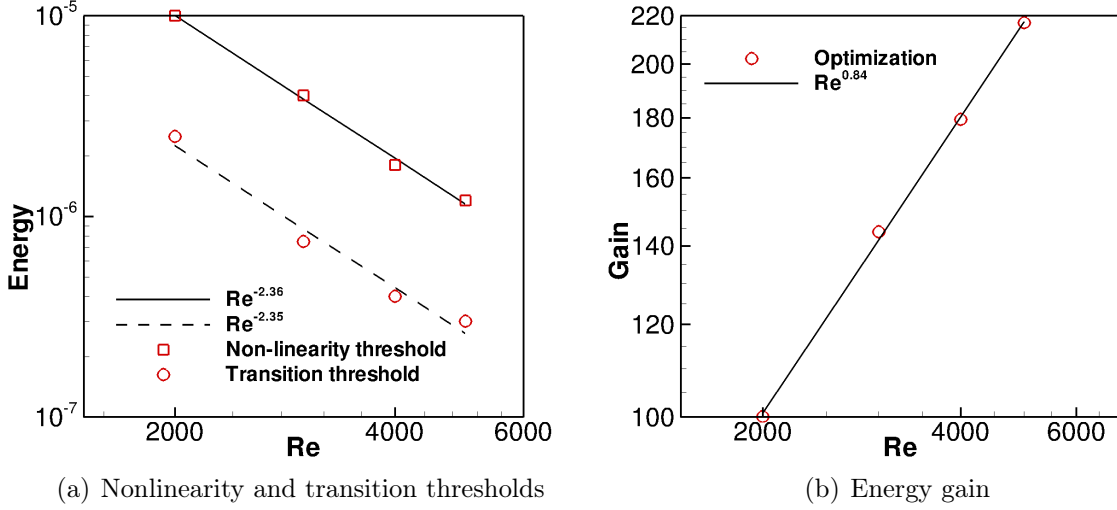 10^-5
10^-6
10^-7
Energy
Re^-2.36
Re^-2.35
Non-linearity threshold
Transition threshold
2000
4000
6000
Re
(a) Nonlinearity and transition thresholds
220
200
180
160
140
120
100
Gain
Optimization
Re^0.84
2000
4000
6000
Re
(b) Energy gain